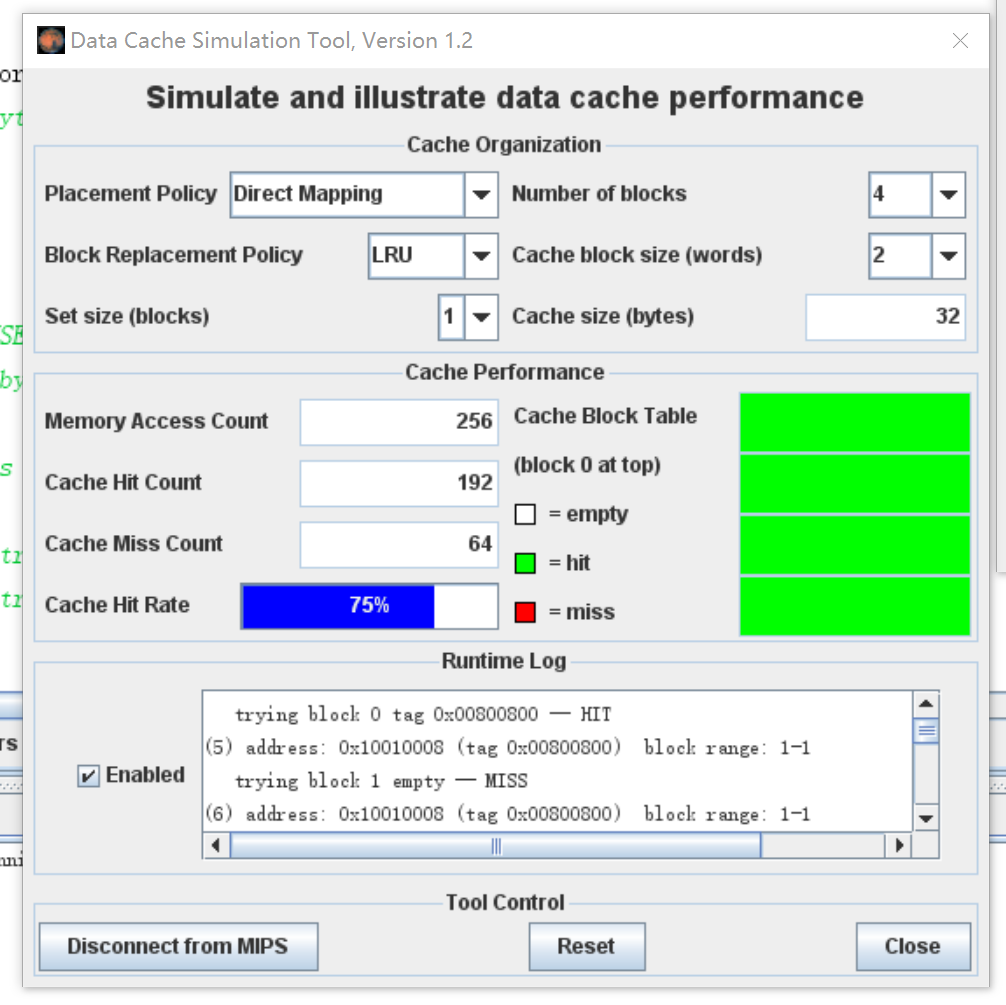 Data Cache Simulation Tool, Version 1.2
Simulate and illustrate data cache performance
Cache Organization
Placement Policy Direct Mapping Number of blocks 4
Block Replacement Policy LRU Cache block size (words) 2
Set size (blocks) 1 Cache size (bytes) 32
Cache Performance
Memory Access Count 256 Cache Block Table
(block 0 at top)
Cache Hit Count 192
= empty
Cache Miss Count 64
= hit
Cache Hit Rate 75%
= miss
Runtime Log
Enabled
trying block 0 tag 0x00800800 — HIT
(5) address: 0x10010008 (tag 0x00800800) block range: 1-1
trying block 1 empty — MISS
(6) address: 0x10010008 (tag 0x00800800) block range: 1-1
Tool Control
Disconnect from MIPS Reset Close